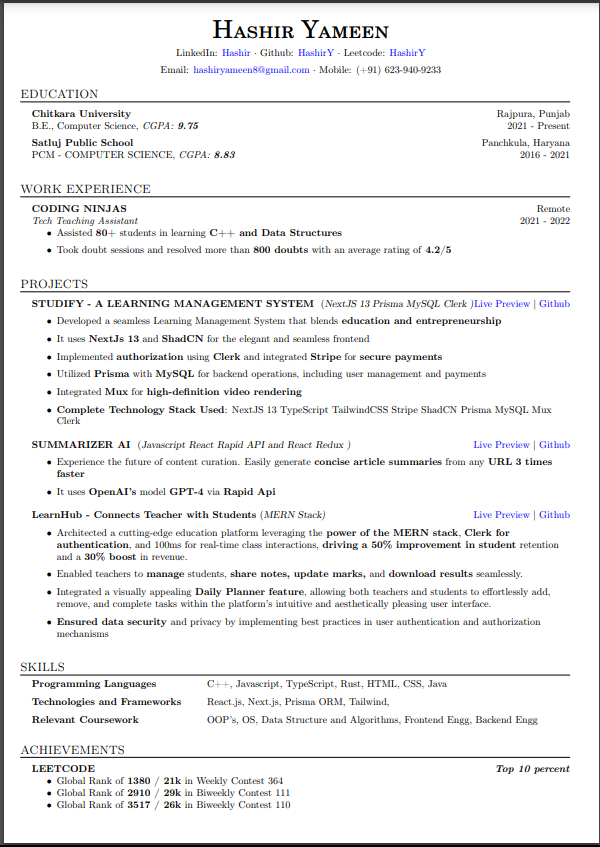 Hashir Yameen
LinkedIn: Hashir · Github: HashirY · Leetcode: HashirY
Email: hashiryameen8@gmail.com · Mobile: (+91) 623-940-9233
EDUCATION
Chitkara University Rajpura, Punjab
B.E., Computer Science, CGPA: 9.75 2021 - Present
Satluj Public School Panchkula, Haryana
PCM - COMPUTER SCIENCE, CGPA: 8.83 2016 - 2021
WORK EXPERIENCE
CODING NINJAS Remote
Tech Teaching Assistant 2021 - 2022
• Assisted 80+ students in learning C++ and Data Structures
• Took doubt sessions and resolved more than 800 doubts with an average rating of 4.2/5
PROJECTS
STUDIFY - A LEARNING MANAGEMENT SYSTEM (NextJS 13 Prisma MySQL Clerk )Live Preview | Github
• Developed a seamless Learning Management System that blends education and entrepreneurship
• It uses NextJs 13 and ShadCN for the elegant and seamless frontend
• Implemented authorization using Clerk and integrated Stripe for secure payments
• Utilized Prisma with MySQL for backend operations, including user management and payments
• Integrated Mux for high-definition video rendering
• Complete Technology Stack Used: NextJS 13 TypeScript TailwindCSS Stripe ShadCN Prisma MySQL Mux
Clerk
SUMMARIZER AI (Javascript React Rapid API and React Redux ) Live Preview | Github
• Experience the future of content curation. Easily generate concise article summaries from any URL 3 times
faster
• It uses OpenAI's model GPT-4 via Rapid Api
LearnHub - Connects Teacher with Students (MERN Stack) Live Preview | Github
• Architected a cutting-edge education platform leveraging the power of the MERN stack, Clerk for
authentication, and 100ms for real-time class interactions, driving a 50% improvement in student retention
and a 30% boost in revenue.
• Enabled teachers to manage students, share notes, update marks, and download results seamlessly.
• Integrated a visually appealing Daily Planner feature, allowing both teachers and students to effortlessly add,
remove, and complete tasks within the platform's intuitive and aesthetically pleasing user interface.
• Ensured data security and privacy by implementing best practices in user authentication and authorization
mechanisms
SKILLS
Programming Languages C++, Javascript, TypeScript, Rust, HTML, CSS, Java
Technologies and Frameworks React.js, Next.js, Prisma ORM, Tailwind,
Relevant Coursework OOP's, OS, Data Structure and Algorithms, Frontend Engg, Backend Engg
ACHIEVEMENTS
LEETCODE Top 10 percent
• Global Rank of 1380 / 21k in Weekly Contest 364
• Global Rank of 2910 / 29k in Biweekly Contest 111
• Global Rank of 3517 / 26k in Biweekly Contest 110